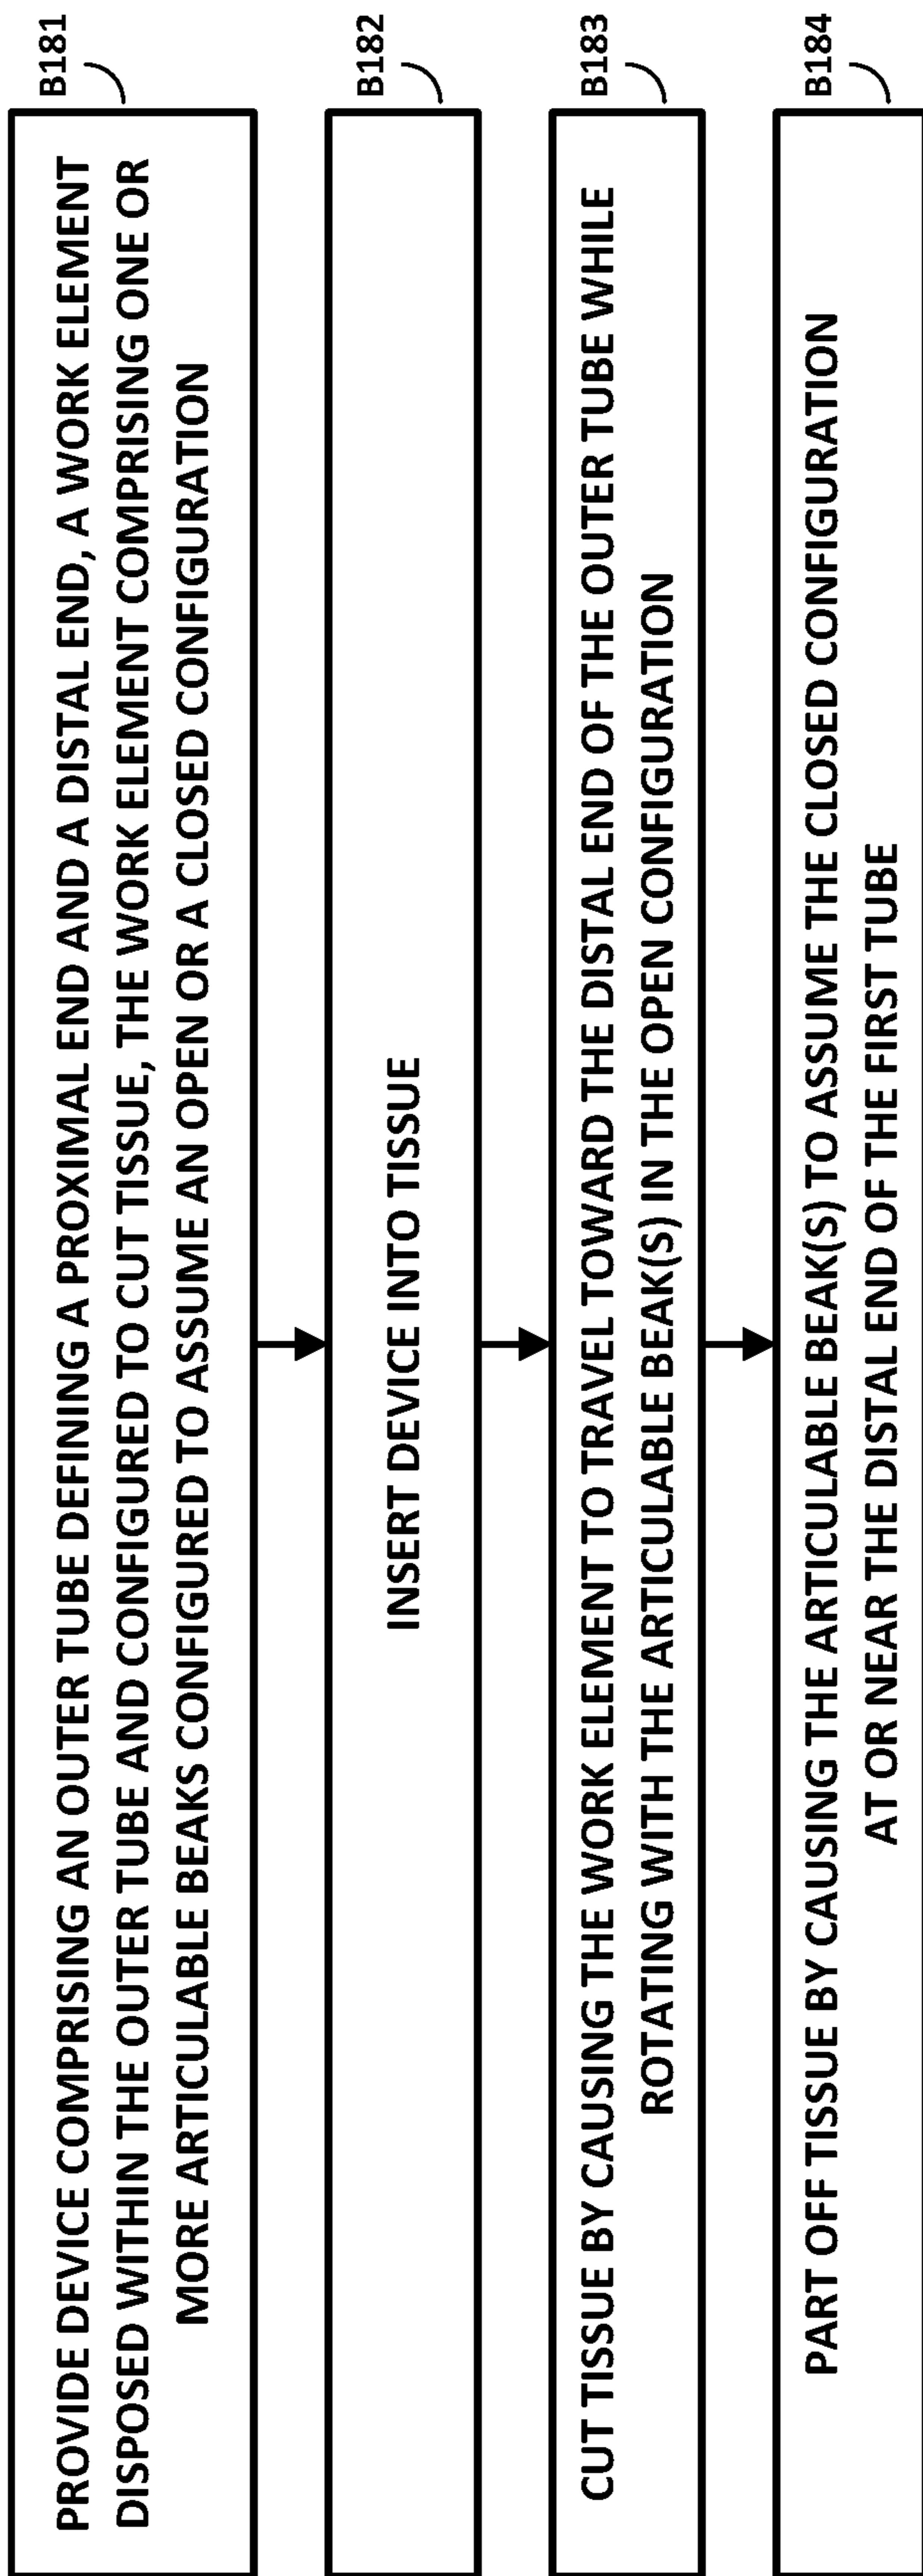 B181
PROVIDE DEVICE COMPRISING AN OUTER TUBE DEFINING A PROXIMAL END AND A DISTAL END, A WORK ELEMENT
DISPOSED WITHIN THE OUTER TUBE AND CONFIGURED TO CUT TISSUE, THE WORK ELEMENT COMPRISING ONE OR
MORE ARTICULABLE BEAKS CONFIGURED TO ASSUME AN OPEN OR A CLOSED CONFIGURATION
B182
INSERT DEVICE INTO TISSUE
B183
CUT TISSUE BY CAUSING THE WORK ELEMENT TO TRAVEL TOWARD THE DISTAL END OF THE OUTER TUBE WHILE
ROTATING WITH THE ARTICULABLE BEAK(S) IN THE OPEN CONFIGURATION
B184
PART OFF TISSUE BY CAUSING THE ARTICULABLE BEAK(S) TO ASSUME THE CLOSED CONFIGURATION
AT OR NEAR THE DISTAL END OF THE FIRST TUBE